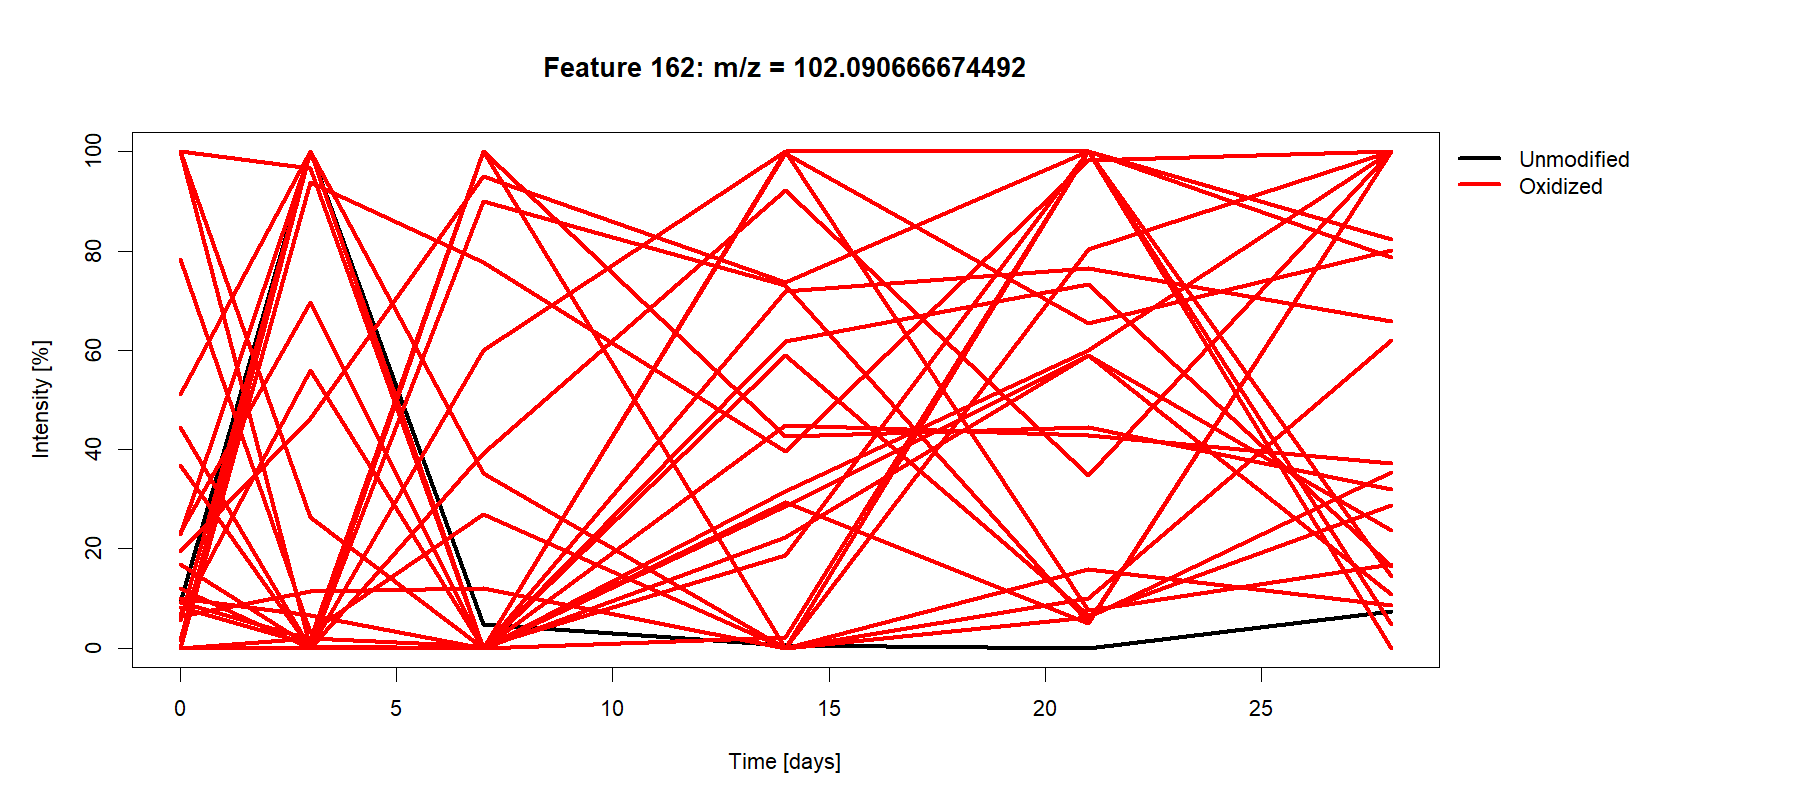 Feature 162: m/z = 102.090666674492
Unmodified
Oxidized
Intensity [%]
100
80
60
40
20
0
0 5 10 15 20 25
Time [days]